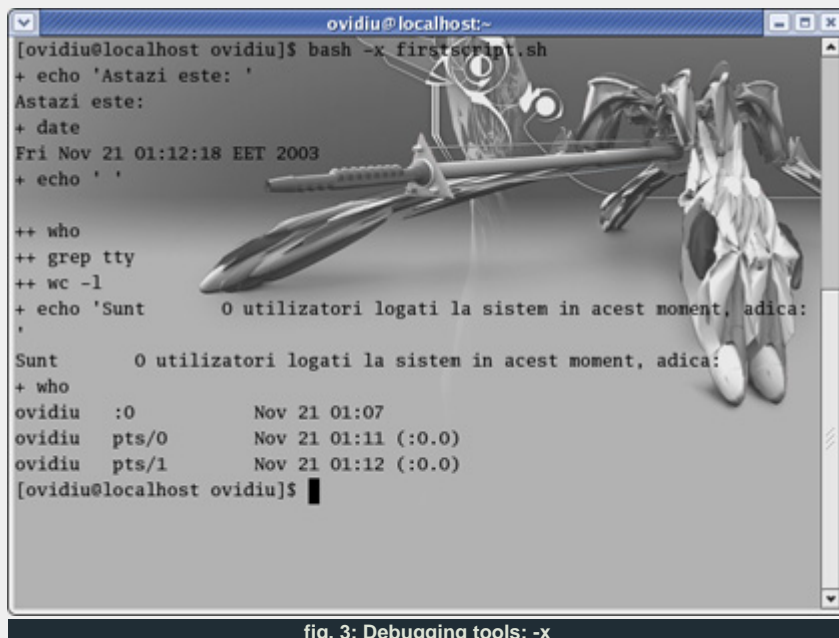 ovidiu@localhost:~
[ovidiu@localhost ovidiu]$ bash -x firstscript.sh
+ echo 'Astazi este: '
Astazi este:
+ date
Fri Nov 21 01:12:18 EET 2003
+ echo ' '
++ who
++ grep tty
++ wc -l
+ echo 'Sunt       0 utilizatori logati la sistem in acest moment, adica:
'
Sunt       0 utilizatori logati la sistem in acest moment, adica:
+ who
ovidiu   :0           Nov 21 01:07
ovidiu   pts/0        Nov 21 01:11 (:0.0)
ovidiu   pts/1        Nov 21 01:12 (:0.0)
[ovidiu@localhost ovidiu]$
fig. 3: Debugging tools: -x